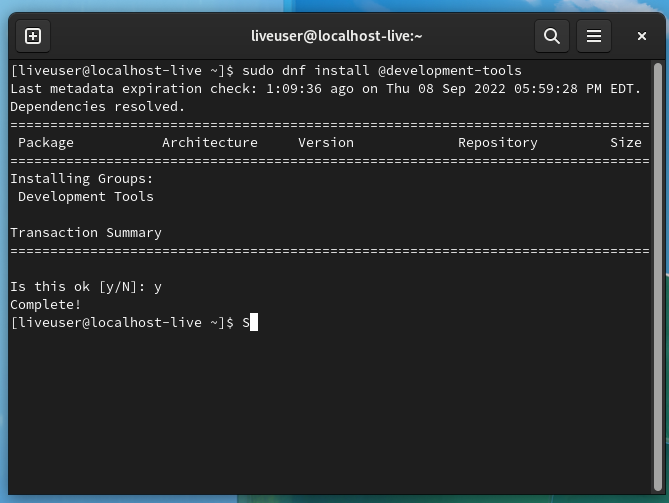 liveuser@localhost-live:~
[liveuser@localhost-live ~]$ sudo dnf install @development-tools
Last metadata expiration check: 1:09:36 ago on Thu 08 Sep 2022 05:59:28 PM EDT.
Dependencies resolved.
================================================================================
 Package           Architecture     Version             Repository         Size
================================================================================
Installing Groups:
 Development Tools

Transaction Summary
================================================================================

Is this ok [y/N]: y
Complete!
[liveuser@localhost-live ~]$ S